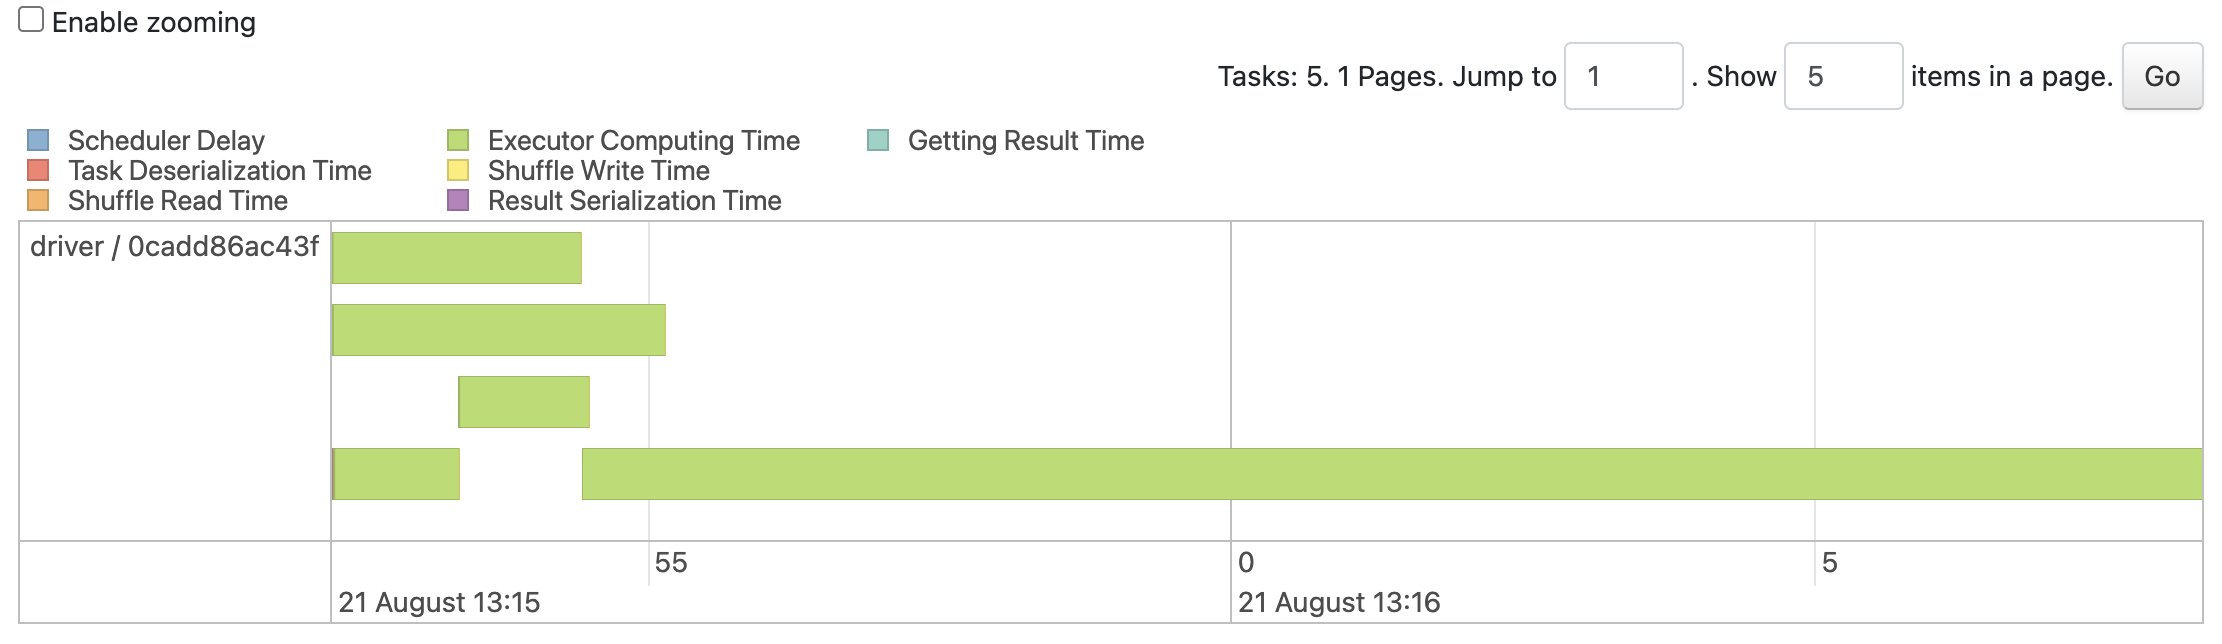 Enable zooming
Tasks: 5. 1 Pages. Jump to 1 . Show 5 items in a page. Go
Scheduler Delay Executor Computing Time Getting Result Time
Task Deserialization Time Shuffle Write Time
Shuffle Read Time Result Serialization Time
driver / 0cadd86ac43f
55 0 5
21 August 13:15 21 August 13:16